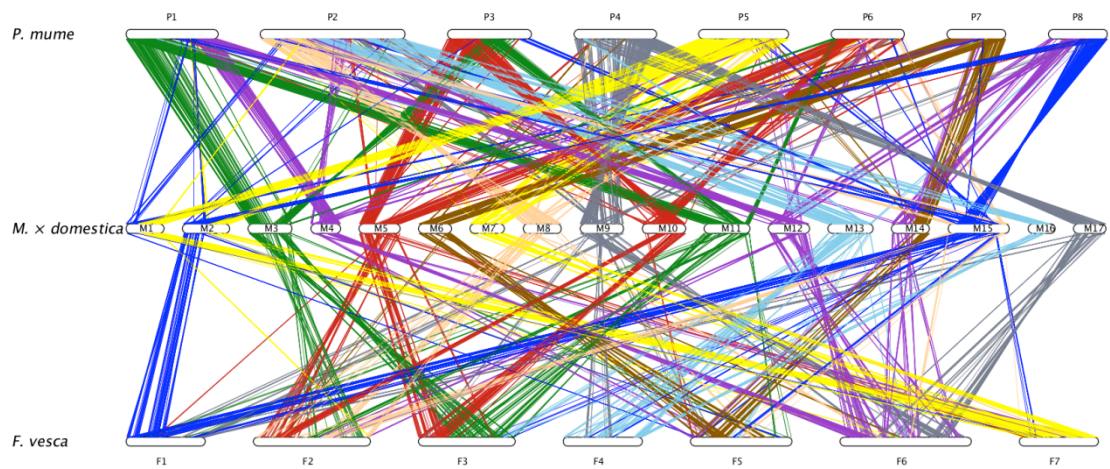 P1 P2 P3 P4 P5 P6 P7 P8
P. mume
M. × domestica M1 M2 M3 M4 M5 M6 M7 M8 M9 M10 M11 M12 M13 M14 M15 M16 M17
F. vesca
F1 F2 F3 F4 F5 F6 F7